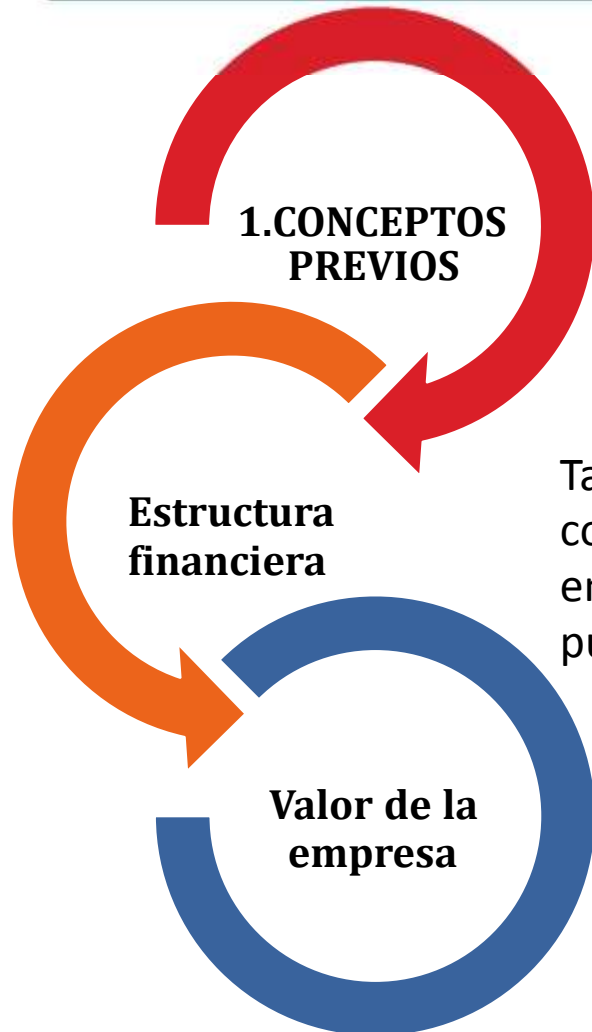 1.CONCEPTOS
PREVIOS
Estructura
financiera
Valor de la
empresa